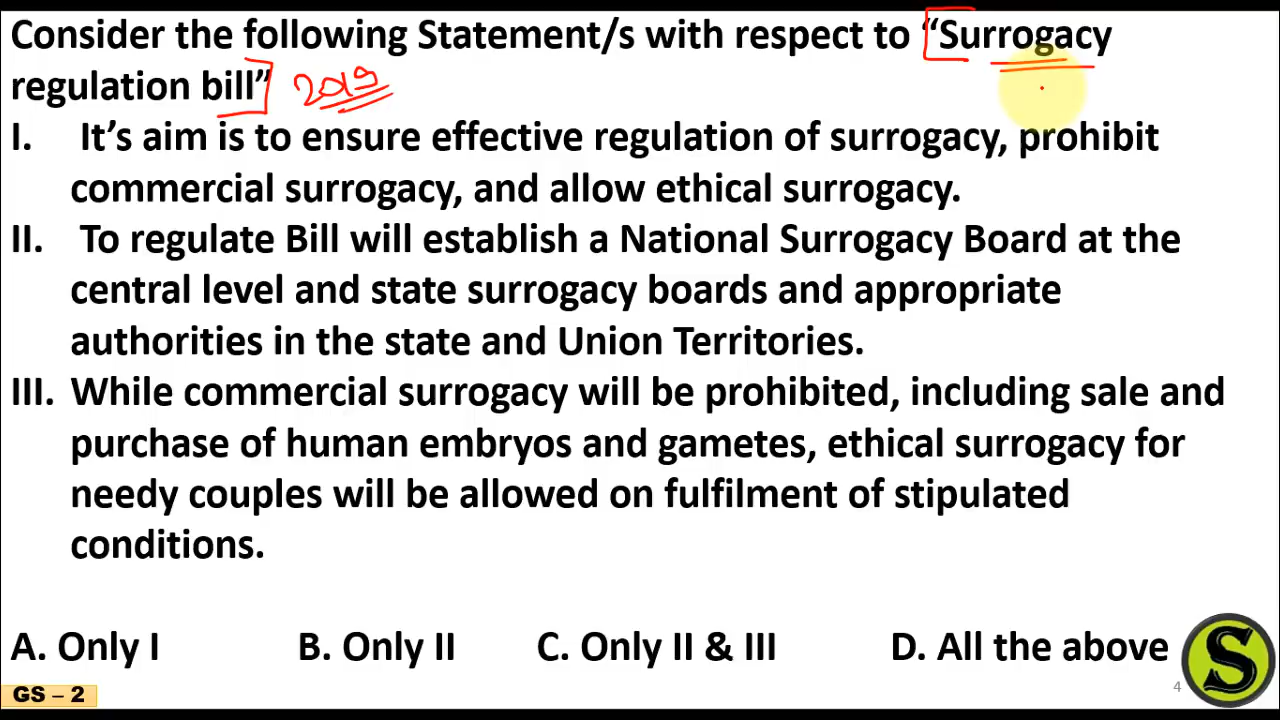 Consider the following Statement/s with respect to “Surrogacy
regulation bill” 2019
I. It’s aim is to ensure effective regulation of surrogacy, prohibit
commercial surrogacy, and allow ethical surrogacy.
II. To regulate Bill will establish a National Surrogacy Board at the
central level and state surrogacy boards and appropriate
authorities in the state and Union Territories.
III. While commercial surrogacy will be prohibited, including sale and
purchase of human embryos and gametes, ethical surrogacy for
needy couples will be allowed on fulfilment of stipulated
conditions.
A. Only I B. Only II C. Only II & III D. All the above
S
GS – 2 4